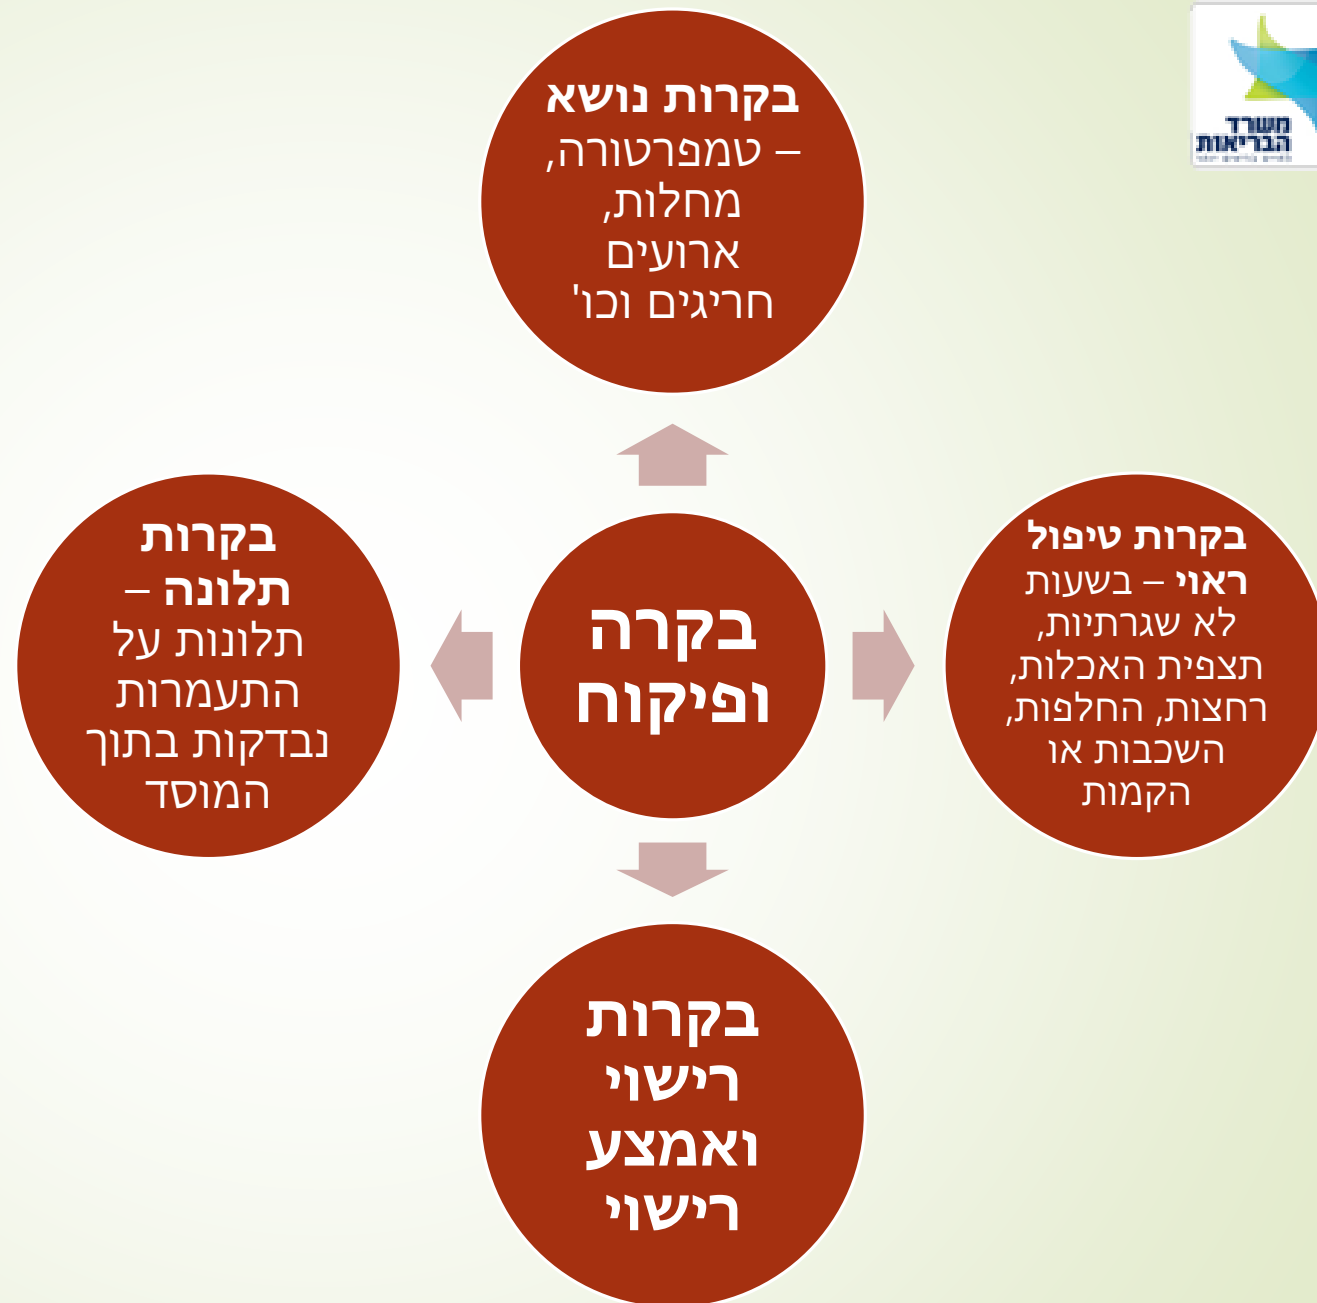 בקרות נושא
– טמפרטורה,
מחלות,
ארועים
חריגים וכו'
משרד
הבריאות
בקרות טיפול
ראוי – בשעות
לא שגרתיות,
תצפית האכלות,
רחצות, החלפות,
השכבות או
הקמות
בקרה
ופיקוח
בקרות
תלונה –
תלונות על
התעמרות
נבדקות בתוך
המוסד
בקרות
רישוי
ואמצע
רישוי